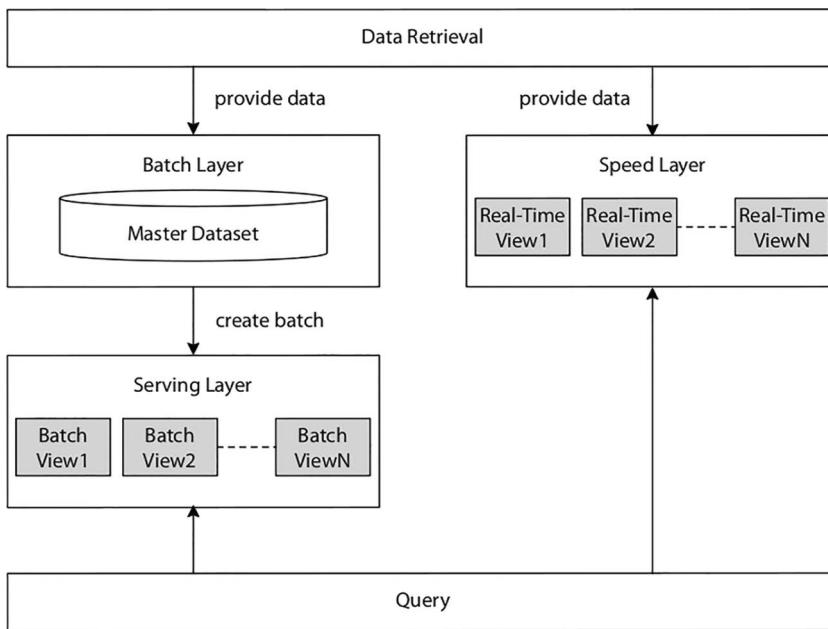 Data Retrieval
provide data
provide data
Batch Layer
Master Dataset
Speed Layer
Real-Time
View1
Real-Time
View2
Real-Time
ViewN
create batch
Serving Layer
Batch
View1
Batch
View2
Batch
ViewN
Query